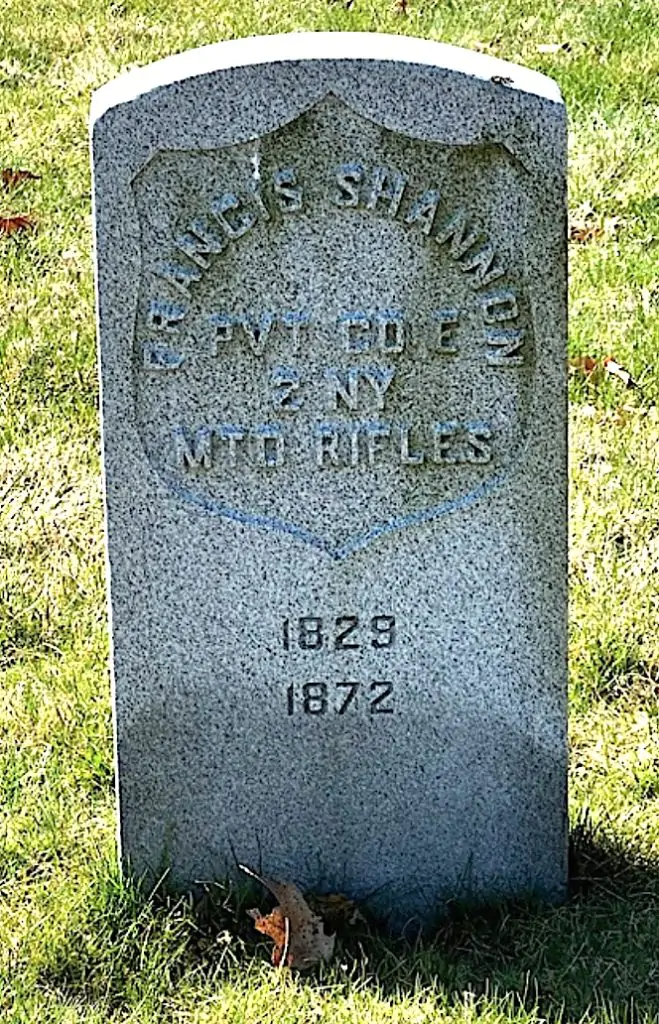 FRANCIS SHANNON
PVT CO E
2 NY
MTD RIFLES
1829
1872